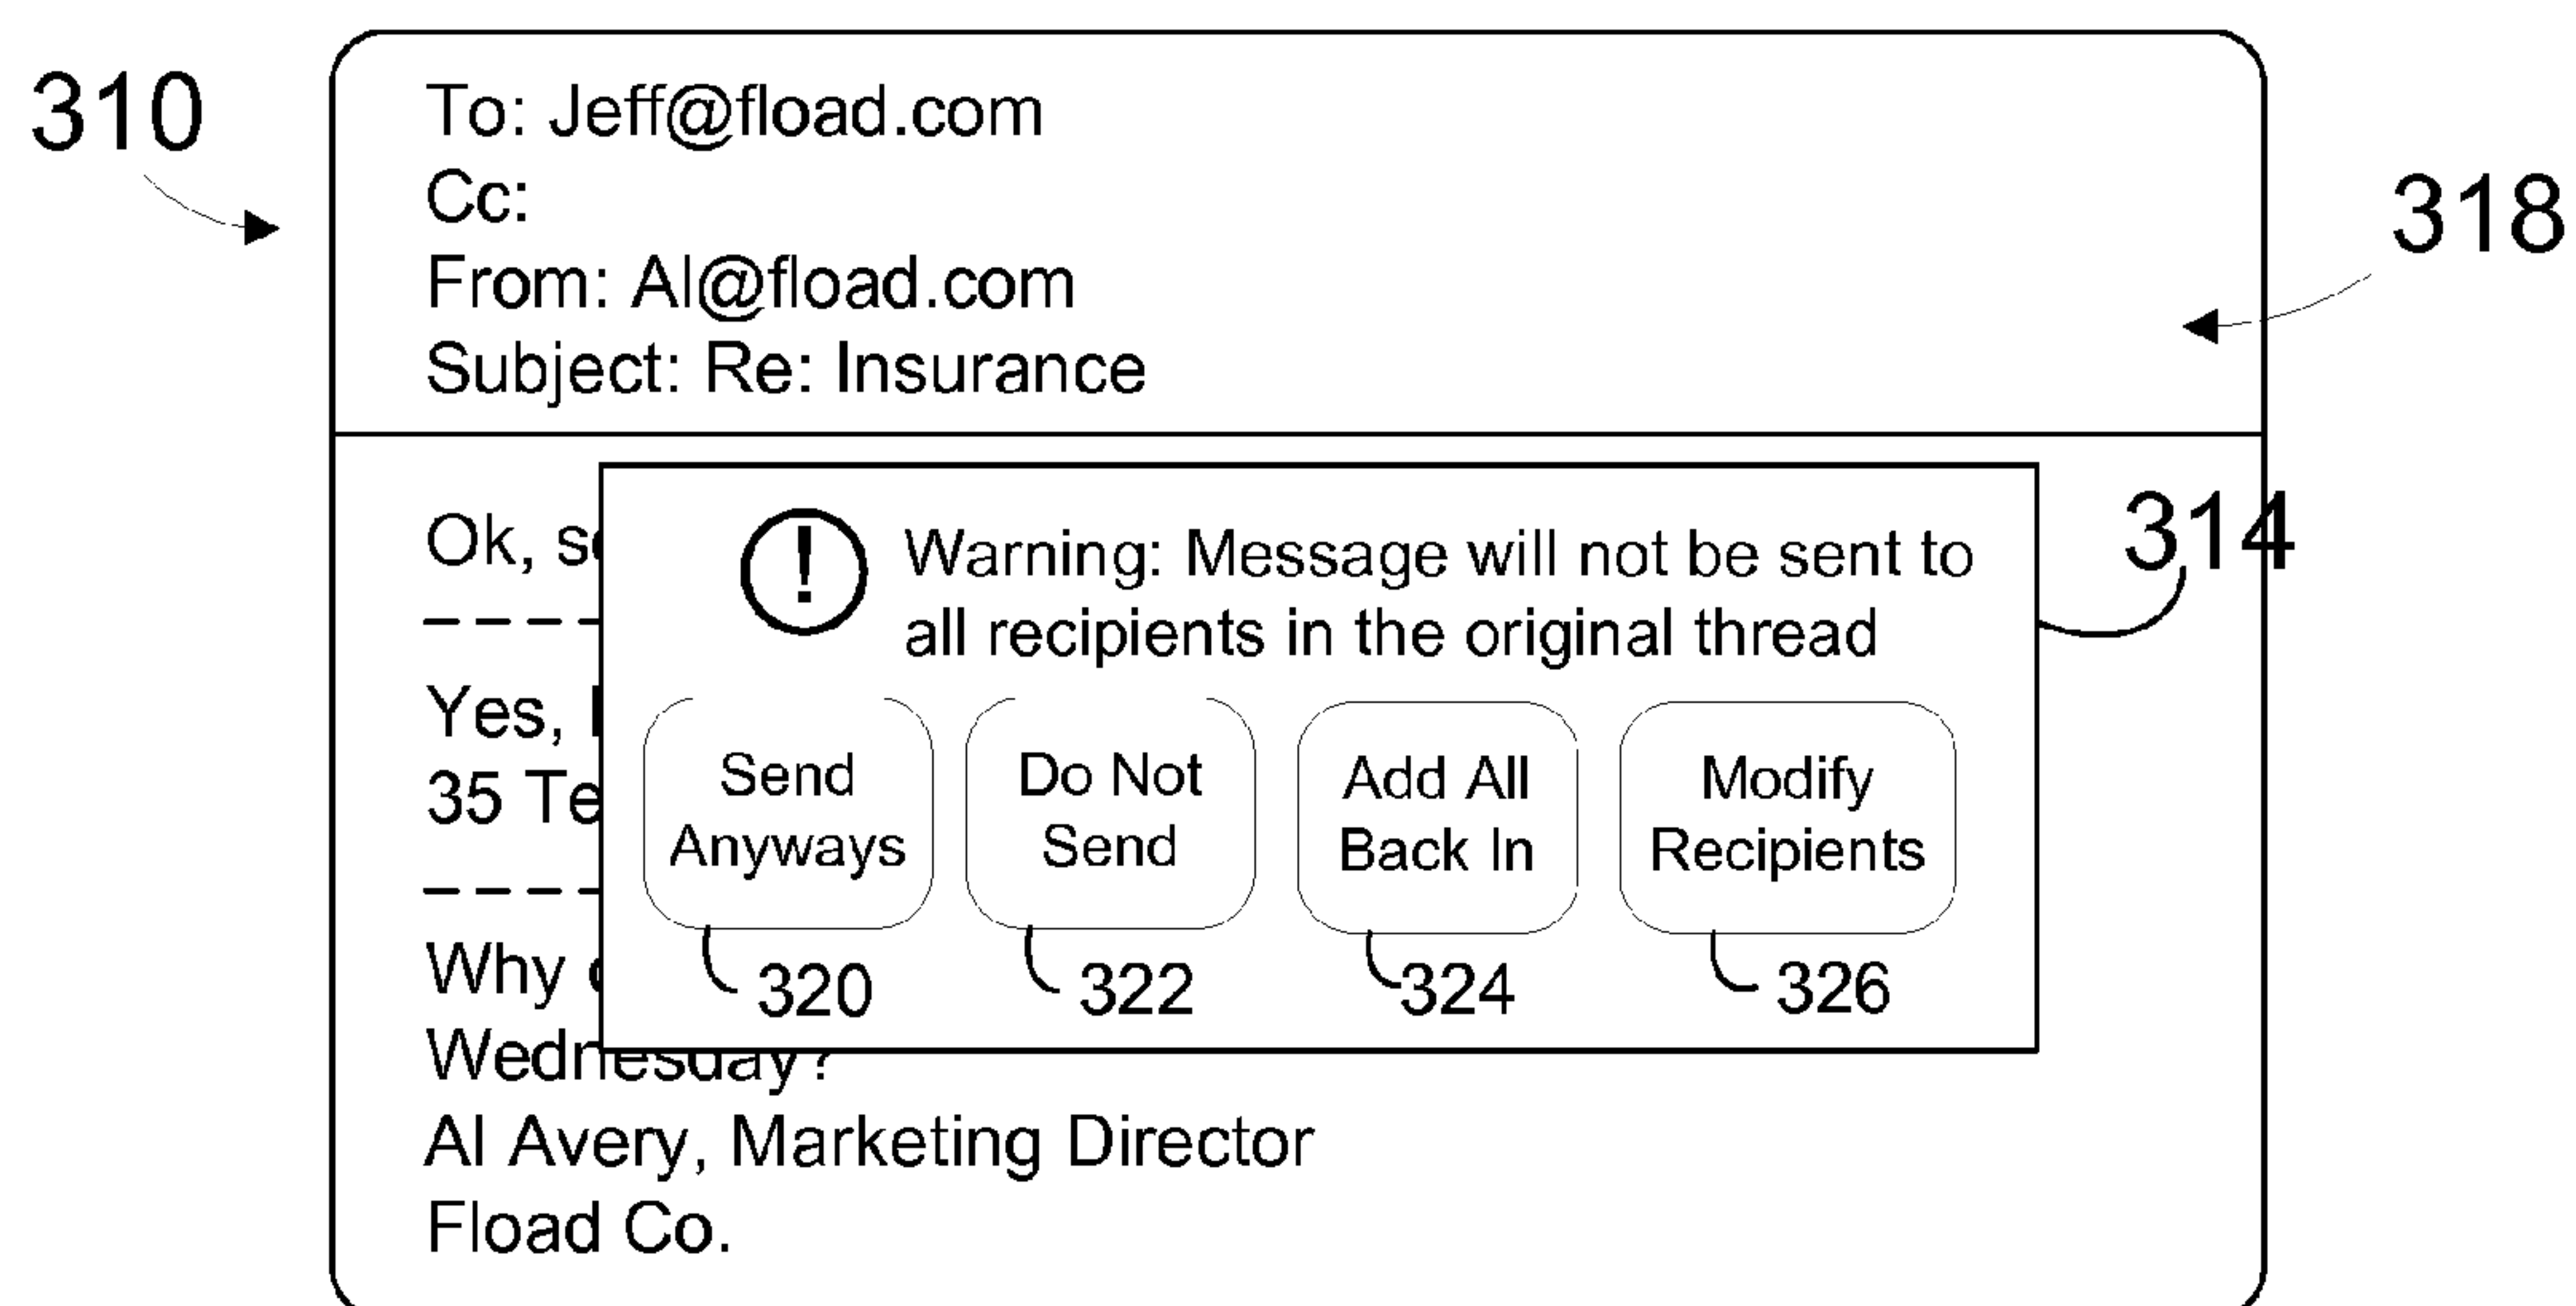 310
To: Jeff@fload.com
Cc:
From: Al@fload.com
Subject: Re: Insurance
318
Ok,
! Warning: Message will not be sent to
all recipients in the original thread
314
Yes,
35
Send
Anyways
Do Not
Send
Add All
Back In
Modify
Recipients
320 322 324 326
Why
Wednesday?
Al Avery, Marketing Director
Fload Co.